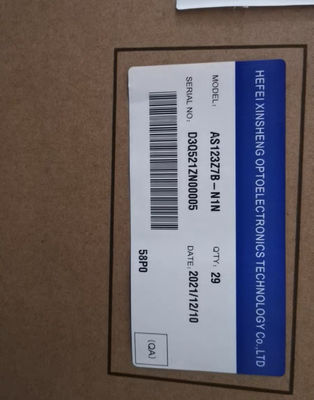 HEFEI XINSHENG OPTOELECTRONICS TECHNOLOGY Co.,LTD
MODEL: AS123Z7B-N1N QTY: 29
SERIAL NO: D3Q521ZN00005 DATE: 2021/12/10
58P0
(QA)